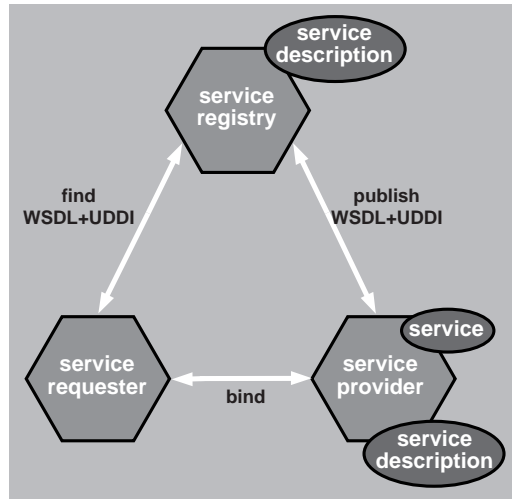 service
description
service
registry
find
WSDL+UDDI
publish
WSDL+UDDI
service
requester
bind
service
service
provider
service
description